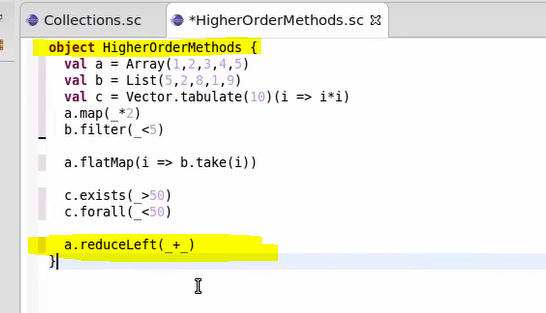 Collections.sc
*HigherOrderMethods.sc
object HigherOrderMethods {
val a = Array(1,2,3,4,5)
val b = List(5,2,8,1,9)
val c = Vector.tabulate(10)(i => i*i)
a.map(_*2)
b.filter(_<5)
a.flatMap(i => b.take(i))
c.exists(_>50)
c.forall(_<50)
a.reduceLeft(_+_)
}